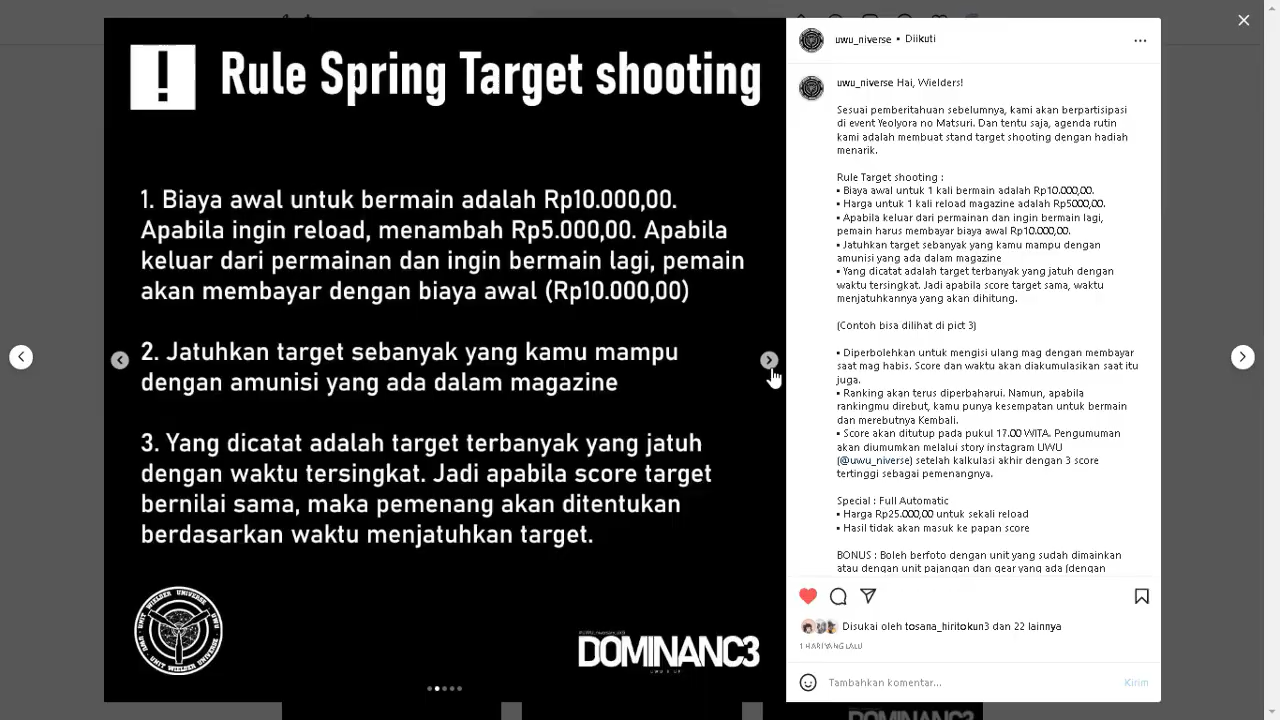 ! Rule Spring Target shooting
1. Biaya awal untuk bermain adalah Rp10.000,00.
Apabila ingin reload, menambah Rp5.000,00. Apabila
keluar dari permainan dan ingin bermain lagi, pemain
akan membayar dengan biaya awal (Rp10.000,00)
2. Jatuhkan target sebanyak yang kamu mampu
dengan amunisi yang ada dalam magazine
3. Yang dicatat adalah target terbanyak yang jatuh
dengan waktu tersingkat. Jadi apabila score target
bernilai sama, maka pemenang akan ditentukan
berdasarkan waktu menjatuhkan target.
UNIT WIELDER UNIVERSE
UWU
DOMINANC3
uwu_niverse • Diikuti
uwu_niverse Hai, Wielders!
Sesuai pemberitahuan sebelumnya, kami akan berpartisipasi
di event Yeolyora no Matsuri. Dan tentu saja, agenda rutin
kami adalah membuat stand target shooting dengan hadiah
menarik.
Rule Target shooting :
▪ Biaya awal untuk 1 kali bermain adalah Rp10.000,00.
▪ Harga untuk 1 kali reload magazine adalah Rp5000,00.
▪ Apabila keluar dari permainan dan ingin bermain lagi,
pemain harus membayar biaya awal Rp10.000,00.
▪ Jatuhkan target sebanyak yang kamu mampu dengan
amunisi yang ada dalam magazine
▪ Yang dicatat adalah target terbanyak yang jatuh dengan
waktu tersingkat. Jadi apabila score target sama, waktu
menjatuhkannya yang akan dihitung.
(Contoh bisa dilihat di pict 3)
▪ Diperbolehkan untuk mengisi ulang mag dengan membayar
saat mag habis. Score dan waktu akan diakumulasikan saat itu
juga.
▪ Ranking akan terus diperbaharui. Namun, apabila
rankingmu direbut, kamu punya kesempatan untuk bermain
dan merebutnya Kembali.
▪ Score akan ditutup pada pukul 17.00 WITA. Pengumuman
akan diumumkan melalui story instagram UWU
(@uwu_niverse) setelah kalkulasi akhir dengan 3 score
tertinggi sebagai pemenangnya.
Special : Full Automatic
▪ Harga Rp25.000,00 untuk sekali reload
▪ Hasil tidak akan masuk ke papan score
BONUS : Boleh berfoto dengan unit yang sudah dimainkan
atau dengan unit pajangan dan gear yang ada (dengan
Disukai oleh tosana_hiritokun3 dan 22 lainnya
1 HARI YANG LALU
Tambahkan komentar...
Kirim
DOMINANC3